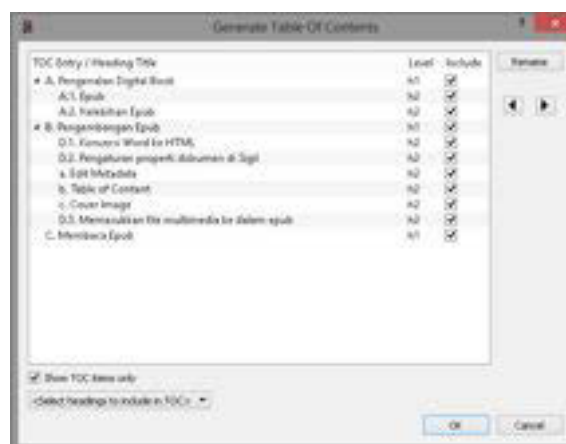 Generate Table Of Contents
TOC Entry / Heading Title Level Include
A. Pengenalan Digital Book h1
A.1. Epub h2
A.2. Kelebihan Epub h2
B. Pengembangan Epub h1
B.1. Konversi Word ke HTML h2
B.2. Pengaturan properti dokumen di Sigil h2
a. Edit Metadata h2
b. Table of Content h2
c. Cover Image h2
B.3. Memasukkan file multimedia ke dalam epub h2
C. Membaca Epub h1
Rename
Show TOC items only
<Select headings to include in TOC>
OK Cancel